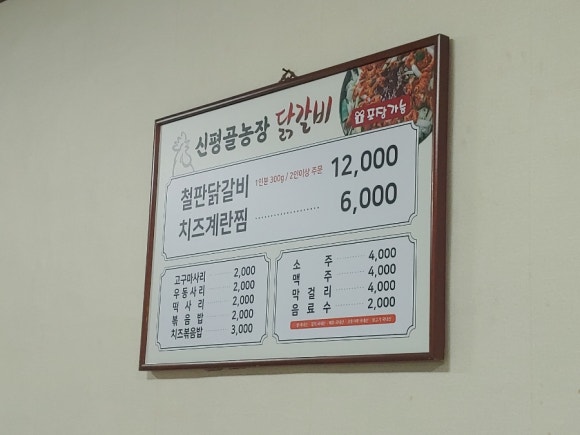 신평골농장 닭갈비
포장가능
철판닭갈비 1인분 300g / 2인이상 주문 12,000
치즈계란찜 6,000
고구마사리 2,000
우동사리 2,000
떡사리 2,000
볶음밥 2,000
치즈볶음밥 3,000
소주 4,000
맥주 4,000
막걸리 4,000
음료수 2,000